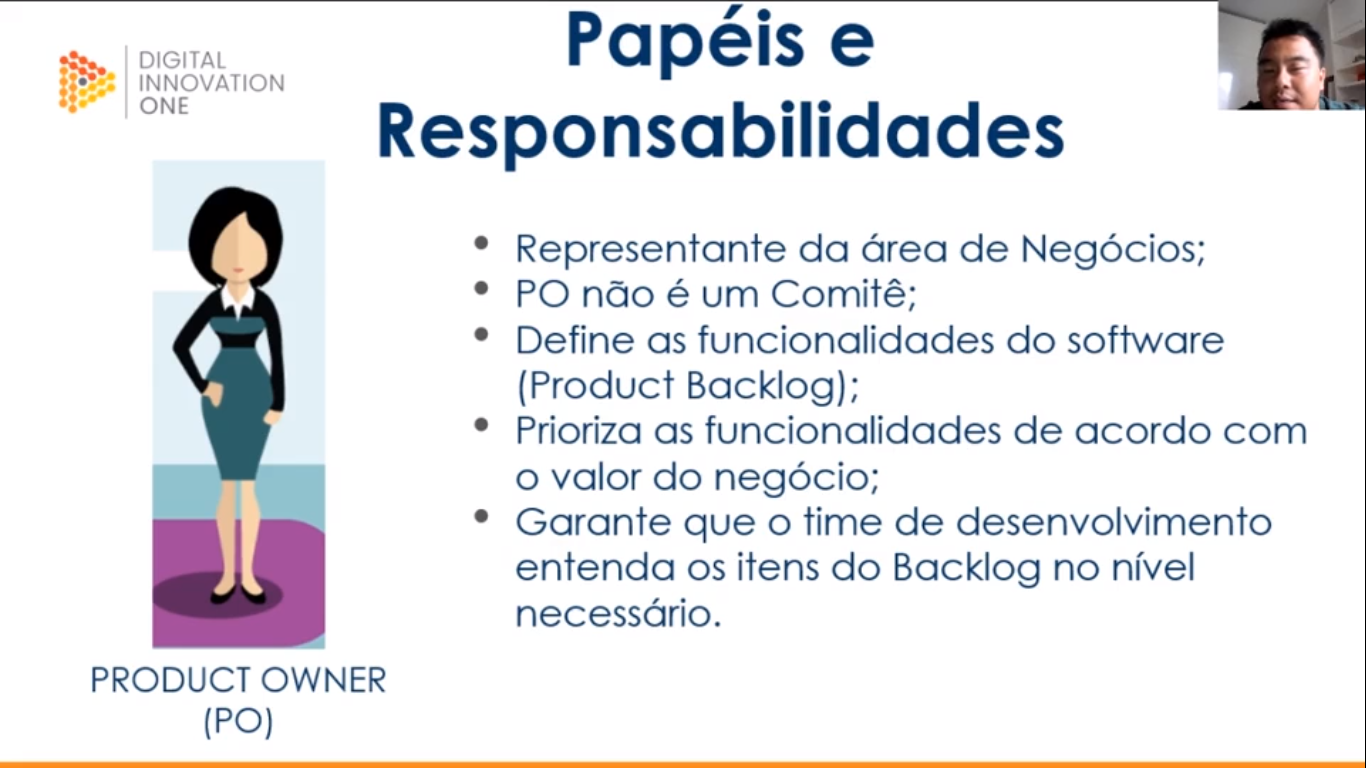 DIGITAL
INNOVATION
ONE
Papéis e
Responsabilidades
Representante da área de Negócios;
PO não é um Comitê;
Define as funcionalidades do software
(Product Backlog);
Prioriza as funcionalidades de acordo com
o valor do negócio;
Garante que o time de desenvolvimento
entenda os itens do Backlog no nível
necessário.
PRODUCT OWNER
(PO)